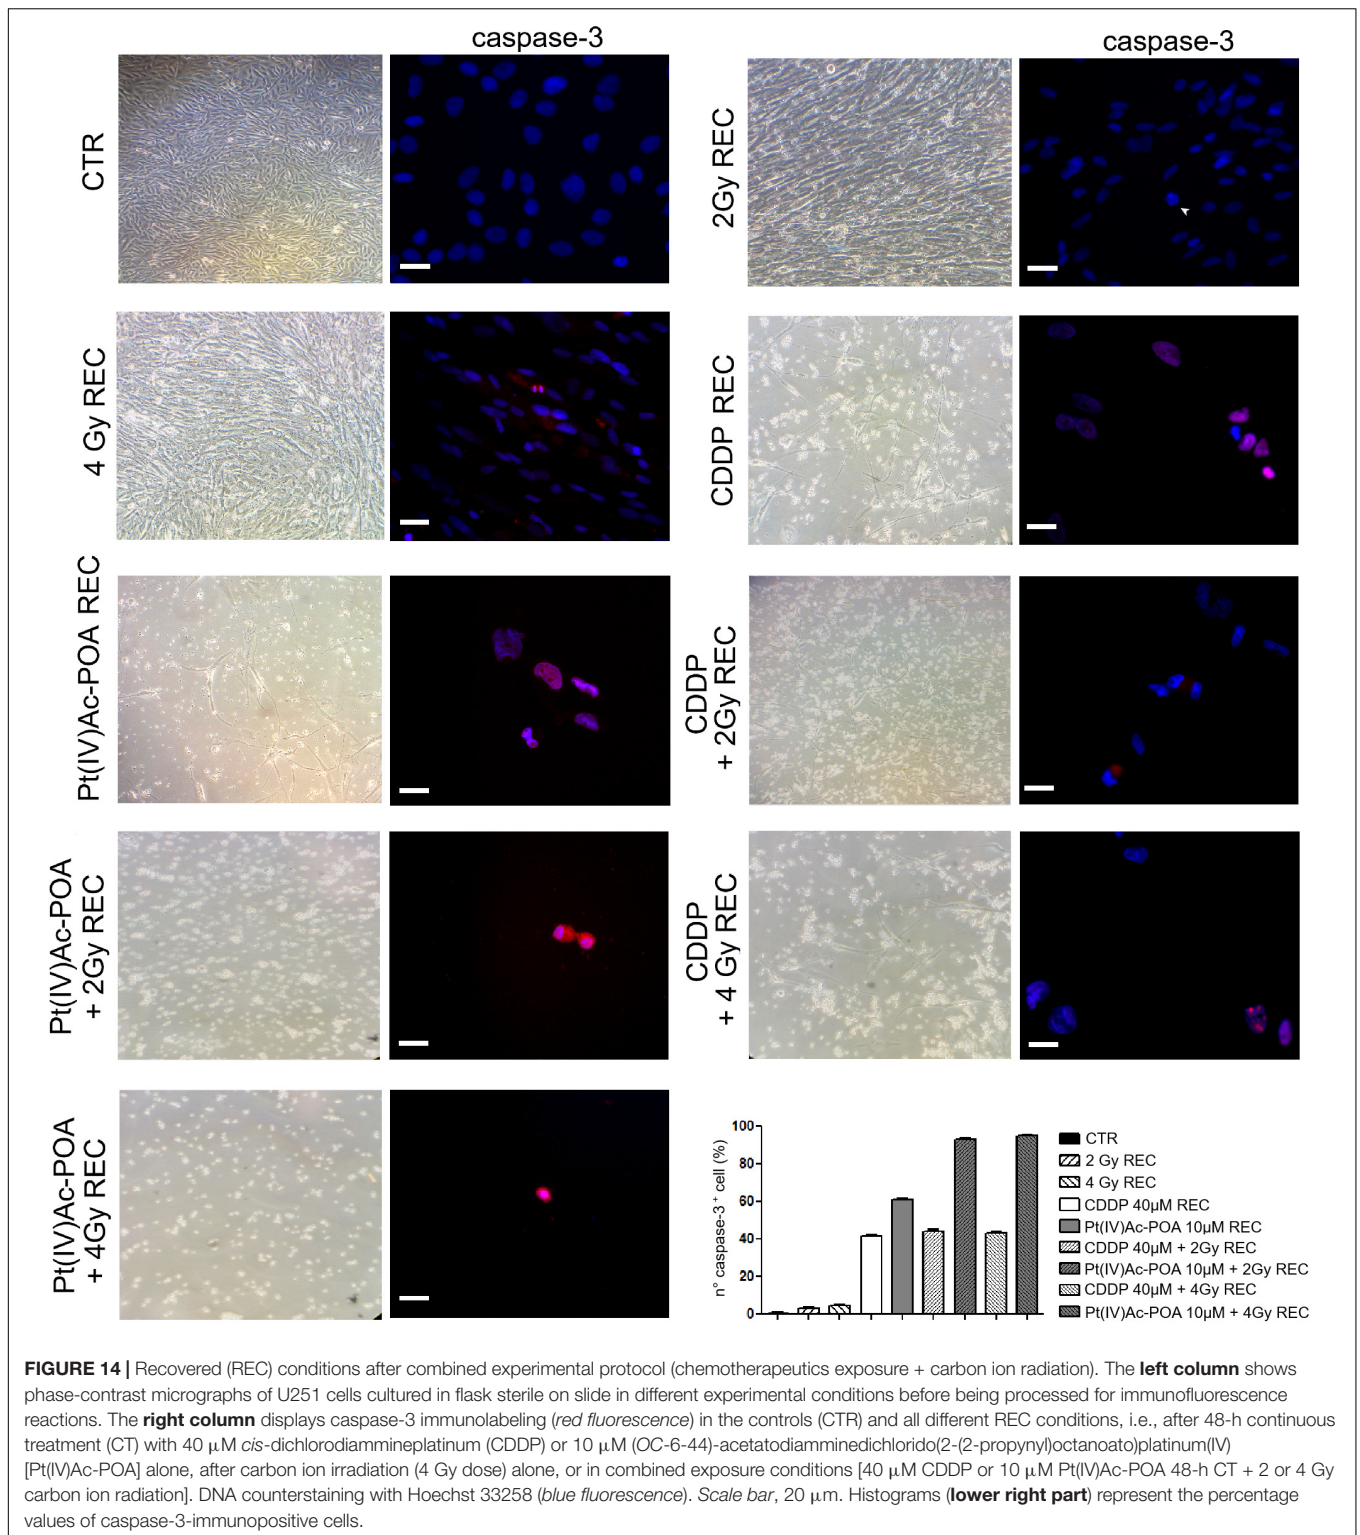 caspase-3
caspase-3
CTR
2Gy REC
4 Gy REC
CDDP REC
Pt(IV)Ac-POA REC
CDDP
+ 2Gy REC
Pt(IV)Ac-POA
+ 2Gy REC
CDDP
+ 4 Gy REC
Pt(IV)Ac-POA
+ 4Gy REC
n° caspase-3 + cell (%)
100
80
60
40
20
0
CTR
2 Gy REC
4 Gy REC
CDDP 40µM REC
Pt(IV)Ac-POA 10µM REC
CDDP 40µM + 2Gy REC
Pt(IV)Ac-POA 10µM + 2Gy REC
CDDP 40µM + 4Gy REC
Pt(IV)Ac-POA 10µM + 4Gy REC
FIGURE 14 | Recovered (REC) conditions after combined experimental protocol (chemotherapeutics exposure + carbon ion radiation). The left column shows
phase-contrast micrographs of U251 cells cultured in flask sterile on slide in different experimental conditions before being processed for immunofluorescence
reactions. The right column displays caspase-3 immunolabeling (red fluorescence) in the controls (CTR) and all different REC conditions, i.e., after 48-h continuous
treatment (CT) with 40 µM cis-dichlorodiammineplatinum (CDDP) or 10 µM (OC-6-44)-acetatodiamminedichlorido(2-(2-propynyl)octanoato)platinum(IV)
[Pt(IV)Ac-POA] alone, after carbon ion irradiation (4 Gy dose) alone, or in combined exposure conditions [40 µM CDDP or 10 µM Pt(IV)Ac-POA 48-h CT + 2 or 4 Gy
carbon ion radiation]. DNA counterstaining with Hoechst 33258 (blue fluorescence). Scale bar, 20 µm. Histograms (lower right part) represent the percentage
values of caspase-3-immunopositive cells.